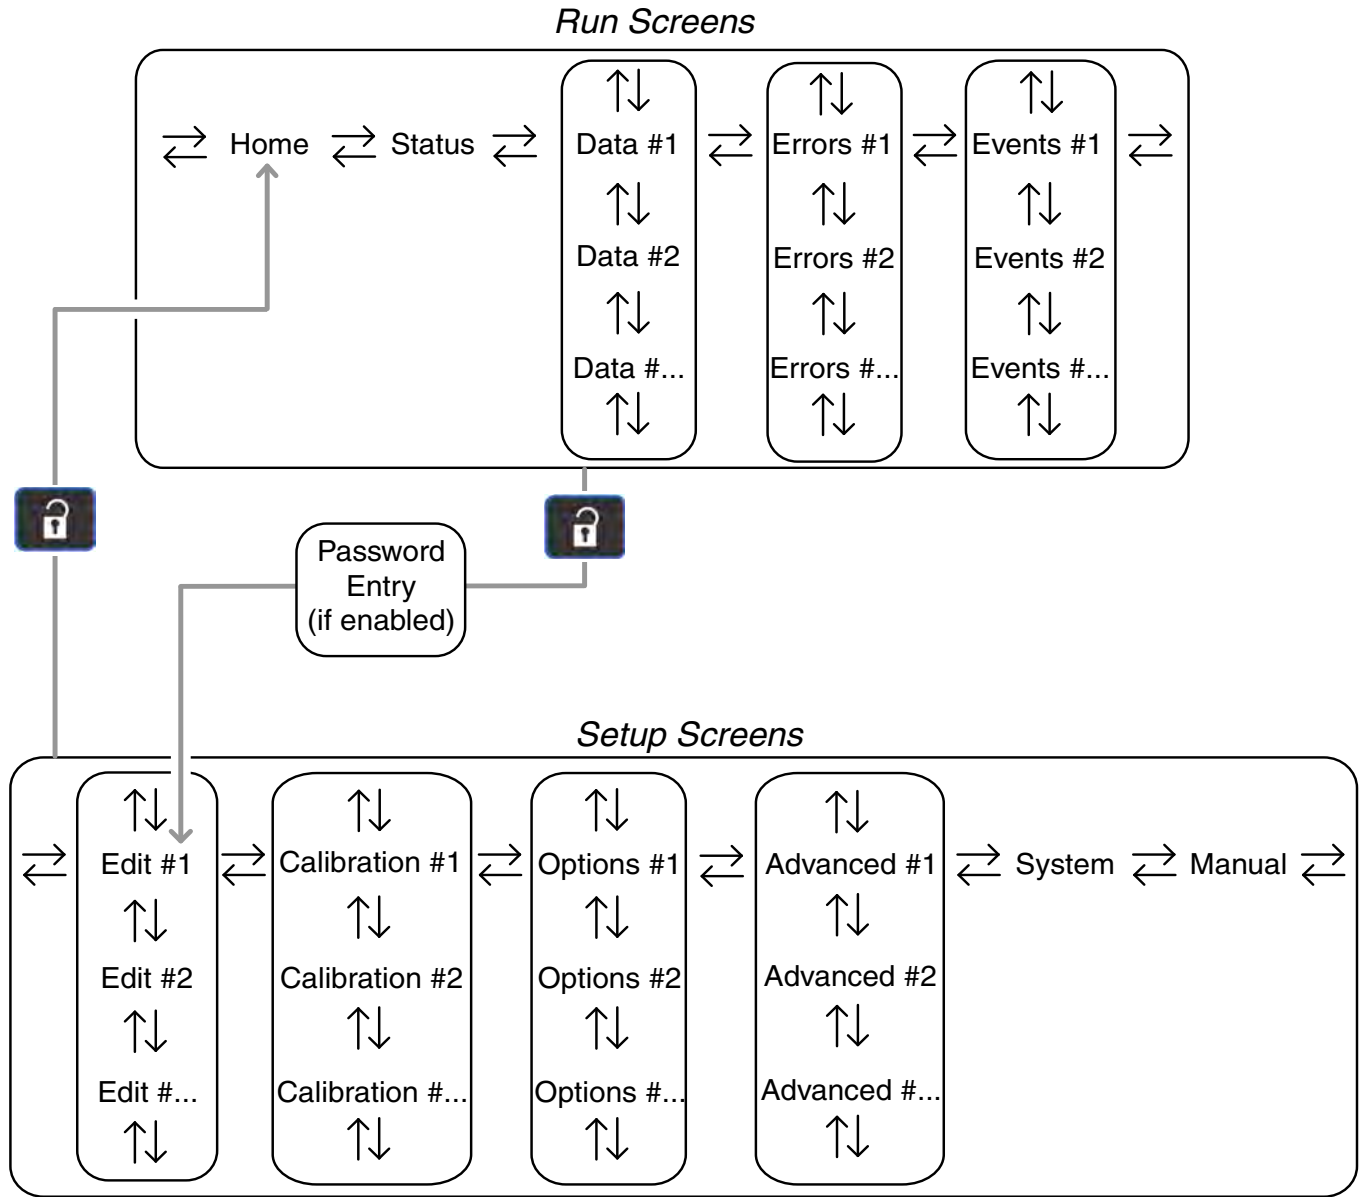 Run Screens
Home Status Data #1 Errors #1 Events #1
Data #2 Errors #2 Events #2
Data #... Errors #... Events #...
Password
Entry
(if enabled)
Setup Screens
Edit #1 Calibration #1 Options #1 Advanced #1 System Manual
Edit #2 Calibration #2 Options #2 Advanced #2
Edit #... Calibration #... Options #... Advanced #...